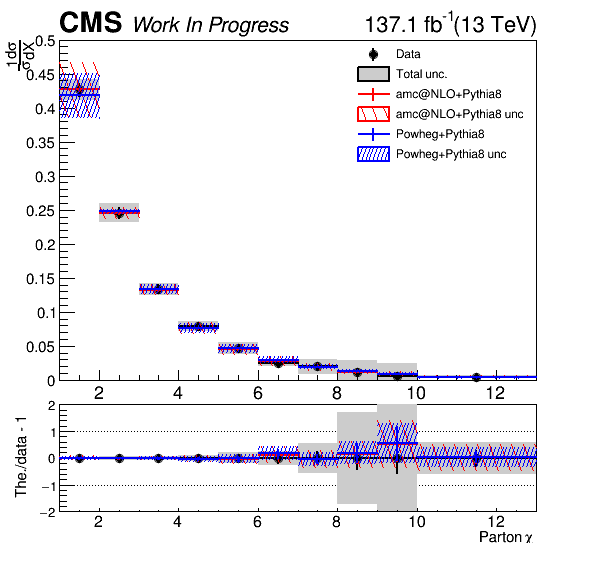 CMS Work In Progress 137.1 fb⁻¹(13 TeV)
1 dσ
σ dX
0.5
0.45
0.4
0.35
0.3
0.25
0.2
0.15
0.1
0.05
0
Data
Total unc.
amc@NLO+Pythia8
amc@NLO+Pythia8 unc
Powheg+Pythia8
Powheg+Pythia8 unc
2 4 6 8 10 12
The./data - 1
2
1
0
−1
−2
2 4 6 8 10 12
Parton χ